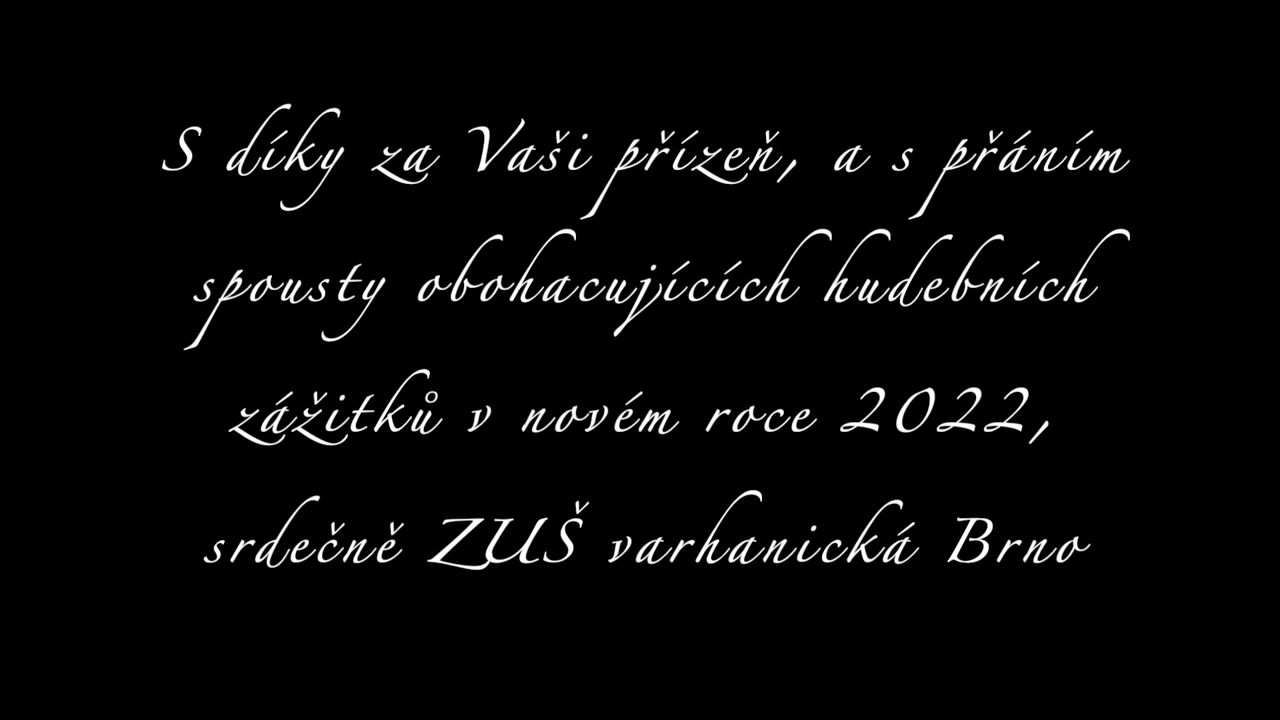 S díky za Vaši přízeň, a s přáním
spousty obohacujících hudebních
zážitků v novém roce 2022,
srdečně ZUŠ varhanická Brno